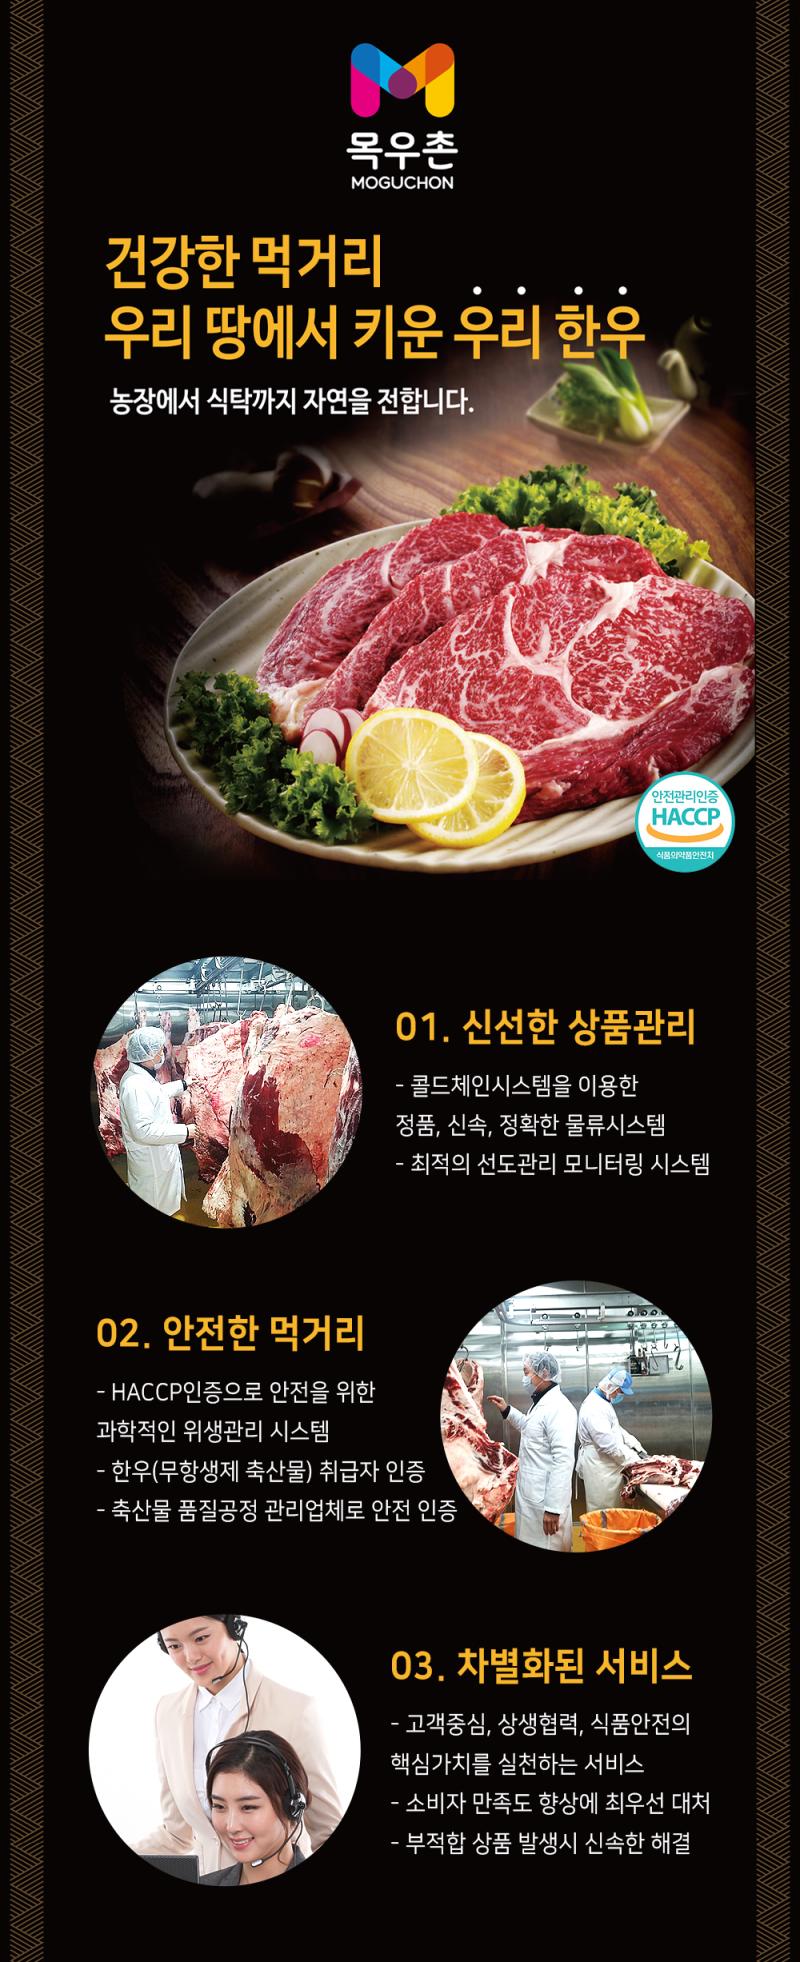 목우촌
MOGUCHON
건강한 먹거리
우리 땅에서 키운 우리 한우
농장에서 식탁까지 자연을 전합니다.
안전관리인증
HACCP
식품의약품안전처
01. 신선한 상품관리
- 콜드체인시스템을 이용한
정품, 신속, 정확한 물류시스템
- 최적의 선도관리 모니터링 시스템
02. 안전한 먹거리
- HACCP인증으로 안전을 위한
과학적인 위생관리 시스템
- 한우(무항생제 축산물) 취급자 인증
- 축산물 품질공정 관리업체로 안전 인증
03. 차별화된 서비스
- 고객중심, 상생협력, 식품안전의
핵심가치를 실천하는 서비스
- 소비자 만족도 향상에 최우선 대처
- 부적합 상품 발생시 신속한 해결